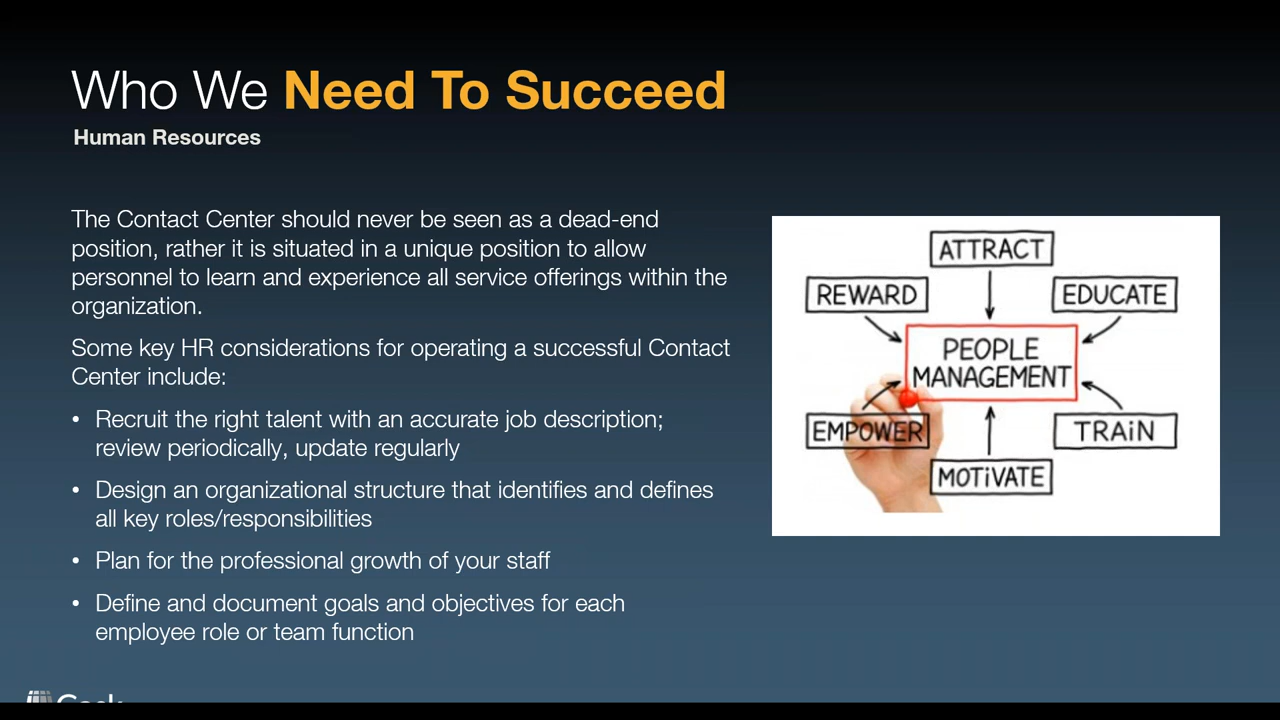 Who We Need To Succeed
Human Resources
The Contact Center should never be seen as a dead-end
position, rather it is situated in a unique position to allow
personnel to learn and experience all service offerings within the
organization.
Some key HR considerations for operating a successful Contact
Center include:
• Recruit the right talent with an accurate job description;
review periodically, update regularly
• Design an organizational structure that identifies and defines
all key roles/responsibilities
• Plan for the professional growth of your staff
• Define and document goals and objectives for each
employee role or team function
ATTRACT
REWARD
EDUCATE
PEOPLE
MANAGEMENT
EMPOWER
TRAiN
MOTiVATE